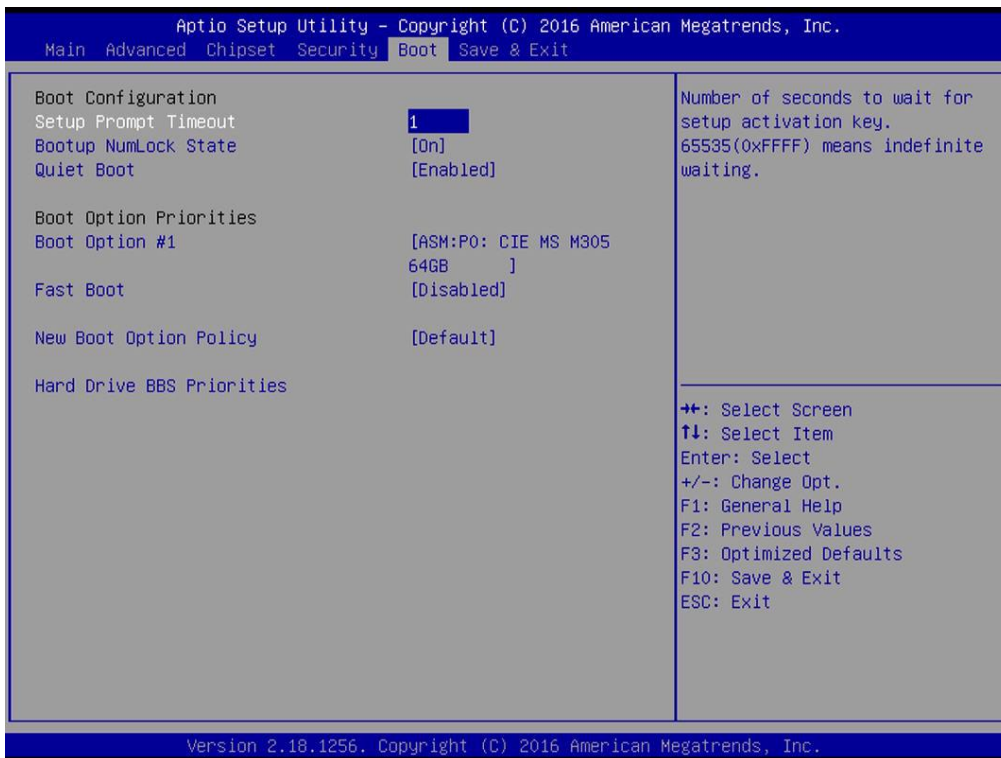 Aptio Setup Utility – Copyright (C) 2016 American Megatrends, Inc.
Main Advanced Chipset Security Boot Save & Exit
Boot Configuration
Setup Prompt Timeout 1
Bootup NumLock State [On]
Quiet Boot [Enabled]
Boot Option Priorities
Boot Option #1 [ASM:P0: CIE MS M305
64GB ]
Fast Boot [Disabled]
New Boot Option Policy [Default]
Hard Drive BBS Priorities
Number of seconds to wait for
setup activation key.
65535(0xFFFF) means indefinite
waiting.
→←: Select Screen
↑↓: Select Item
Enter: Select
+/-: Change Opt.
F1: General Help
F2: Previous Values
F3: Optimized Defaults
F10: Save & Exit
ESC: Exit
Version 2.18.1256. Copyright (C) 2016 American Megatrends, Inc.